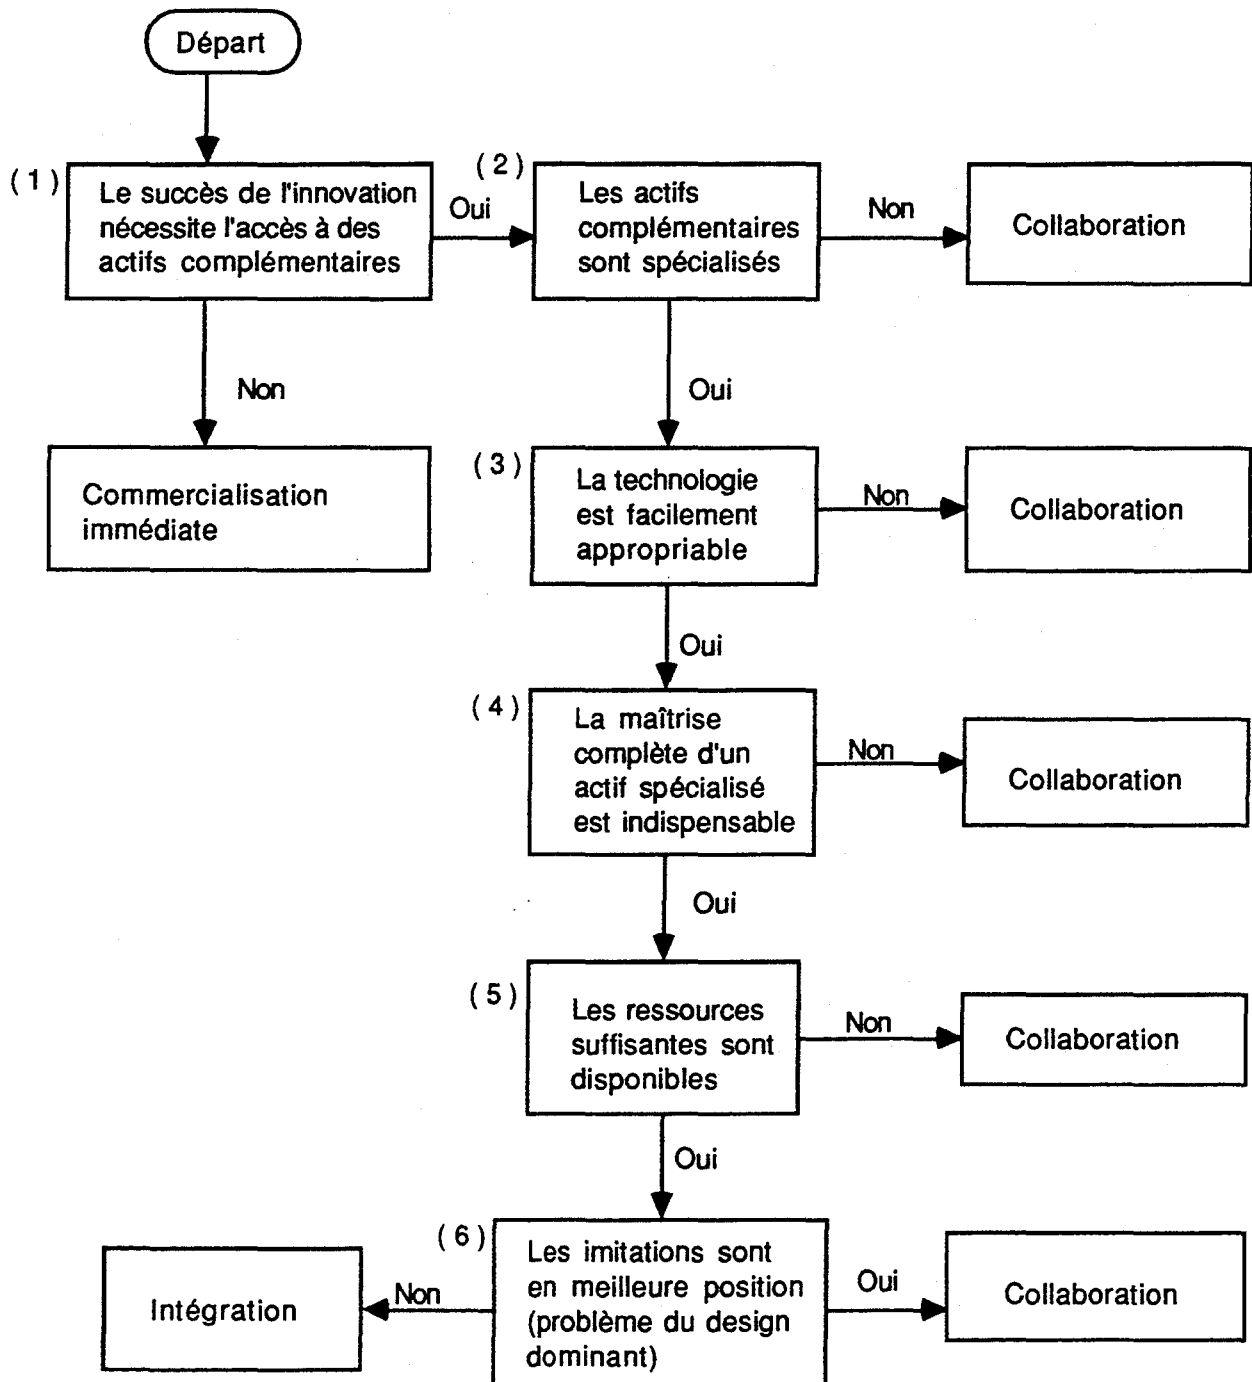 Départ
(1)
Le succès de l'innovation
nécessite l'accès à des
actifs complémentaires
Oui
(2)
Les actifs
complémentaires
sont spécialisés
Non
Collaboration
Non
Oui
Commercialisation
immédiate
(3)
La technologie
est facilement
appropriable
Non
Collaboration
Oui
(4)
La maîtrise
complète d'un
actif spécialisé
est indispensable
Non
Collaboration
Oui
(5)
Les ressources
suffisantes sont
disponibles
Non
Collaboration
Oui
(6)
Les imitations sont
en meilleure position
(problème du design
dominant)
Non
Intégration
Oui
Collaboration